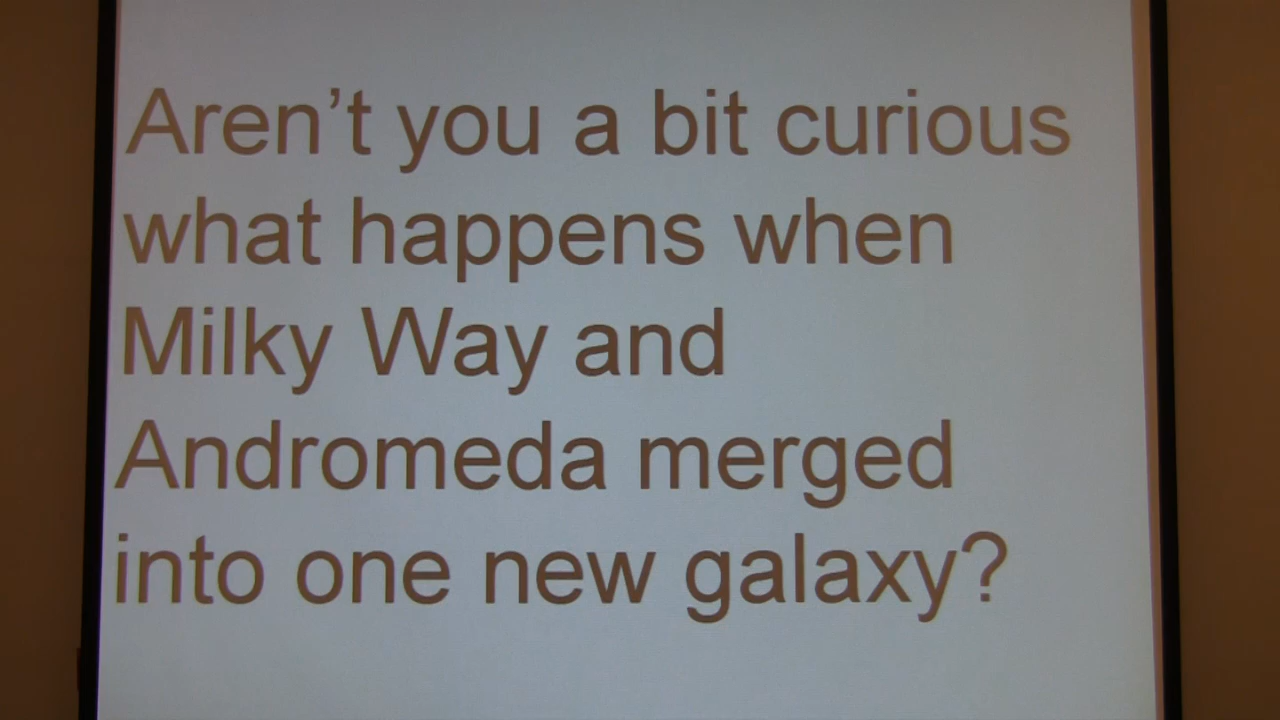 Aren’t you a bit curious
what happens when
Milky Way and
Andromeda merged
into one new galaxy?